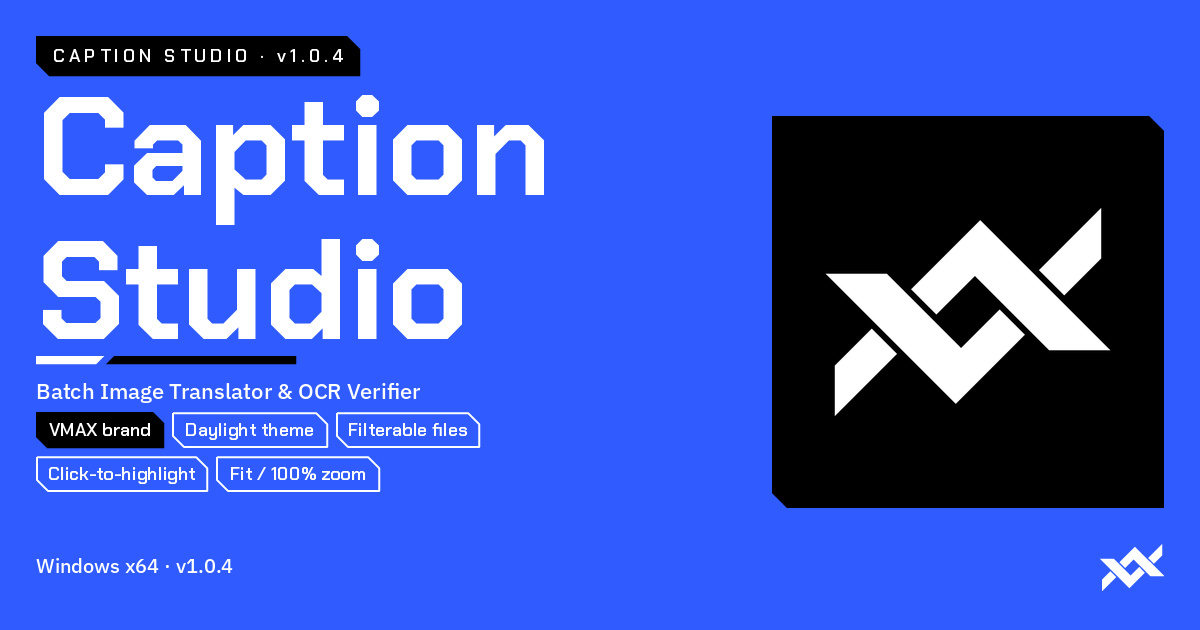 CAPTION STUDIO · v1.0.4
Caption
Studio
Batch Image Translator & OCR Verifier
VMAX brand
Daylight theme
Filterable files
Click-to-highlight
Fit / 100% zoom
Windows x64 · v1.0.4